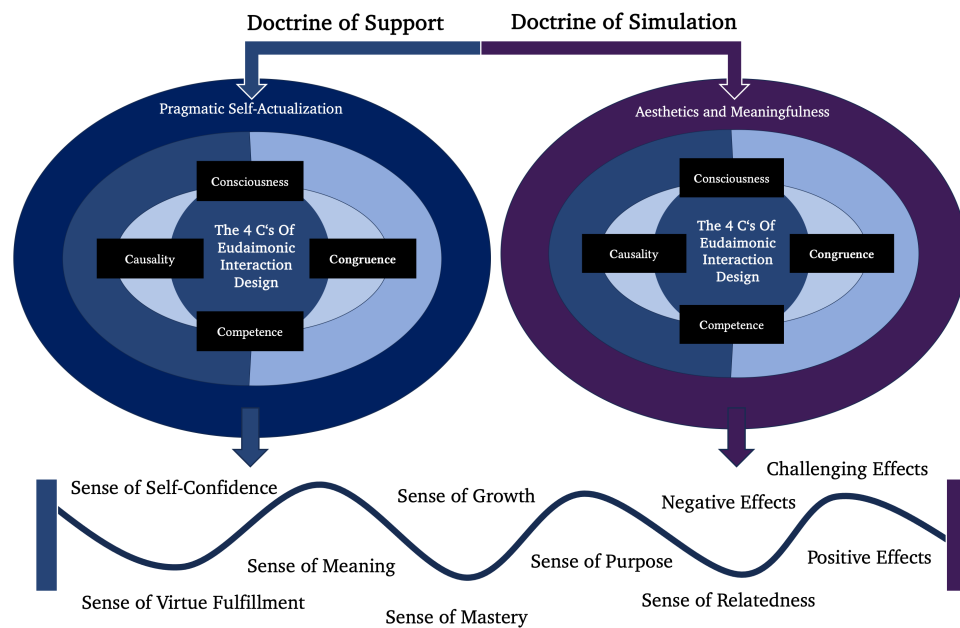 Doctrine of Support
Doctrine of Simulation
Pragmatic Self-Actualization
Consciousness
The 4 C‘s Of
Eudaimonic
Interaction
Design
Causality
Congruence
Competence
Aesthetics and Meaningfulness
Consciousness
The 4 C‘s Of
Eudaimonic
Interaction
Design
Causality
Congruence
Competence
Sense of Self-Confidence
Sense of Growth
Negative Effects
Challenging Effects
Sense of Meaning
Sense of Purpose
Positive Effects
Sense of Virtue Fulfillment
Sense of Mastery
Sense of Relatedness